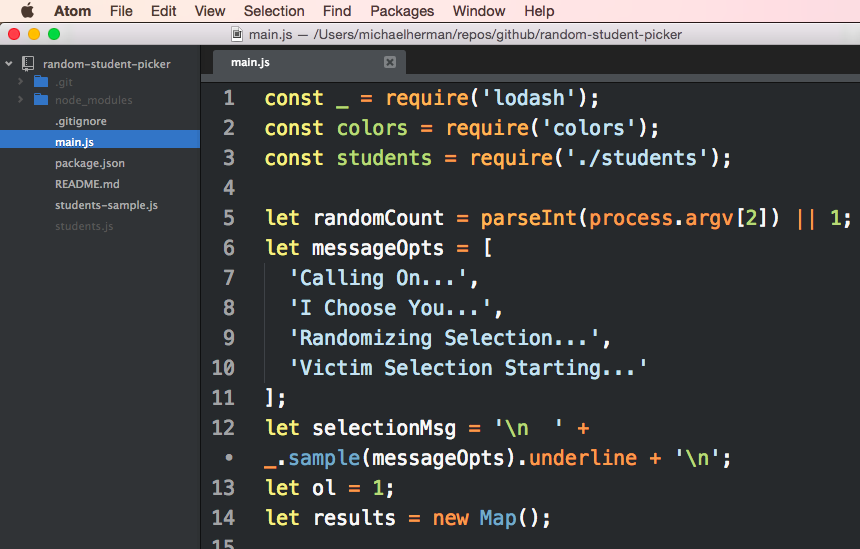 Atom File Edit View Selection Find Packages Window Help
main.js — /Users/michaelherman/repos/github/random-student-picker
random-student-picker
.git
node_modules
.gitignore
main.js
package.json
README.md
students-sample.js
students.js
main.js
1 const _ = require('lodash');
2 const colors = require('colors');
3 const students = require('./students');
4
5 let randomCount = parseInt(process.argv[2]) || 1;
6 let messageOpts = [
7 'Calling On...',
8 'I Choose You...',
9 'Randomizing Selection...',
10 'Victim Selection Starting...'
11 ];
12 let selectionMsg = '\n  ' +
• _.sample(messageOpts).underline + '\n';
13 let ol = 1;
14 let results = new Map();
15